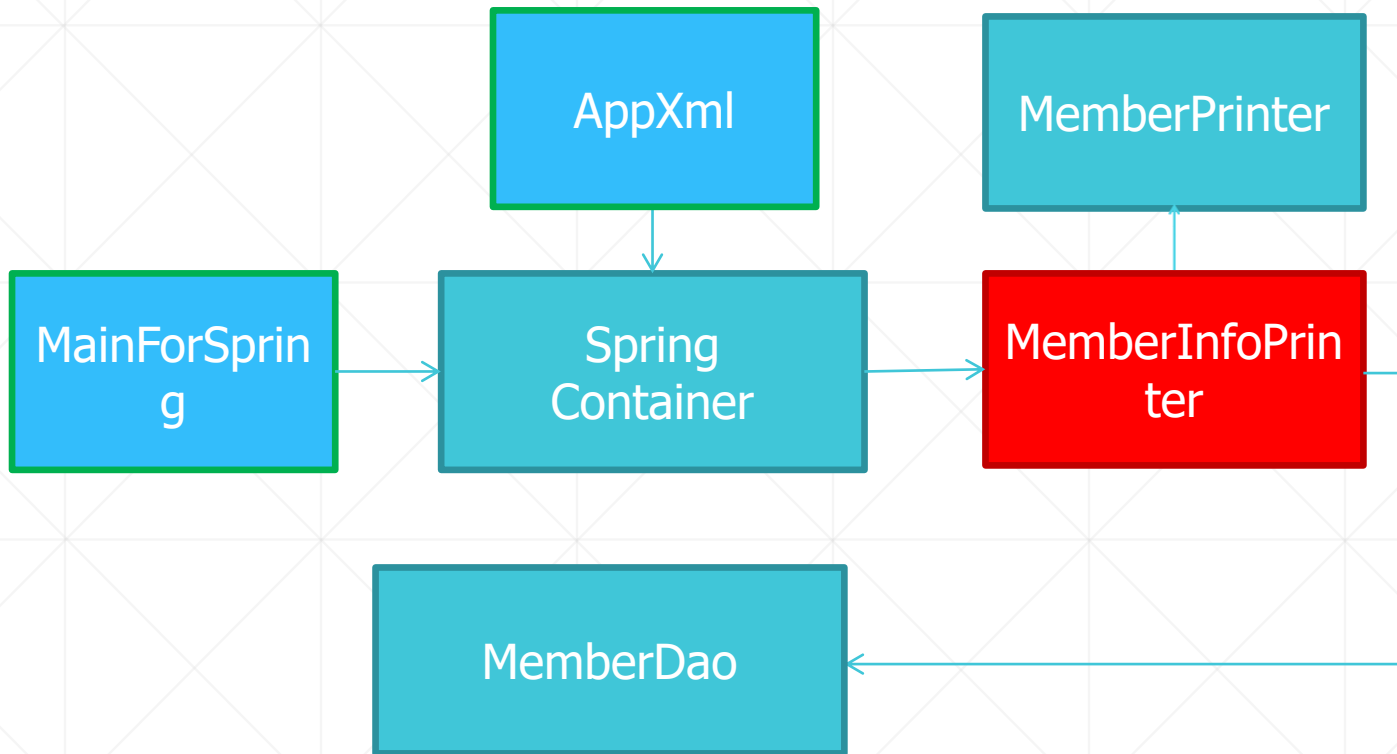 AppXml
MemberPrinter
MainForSprin
g
Spring
Container
MemberInfoPrin
ter
MemberDao